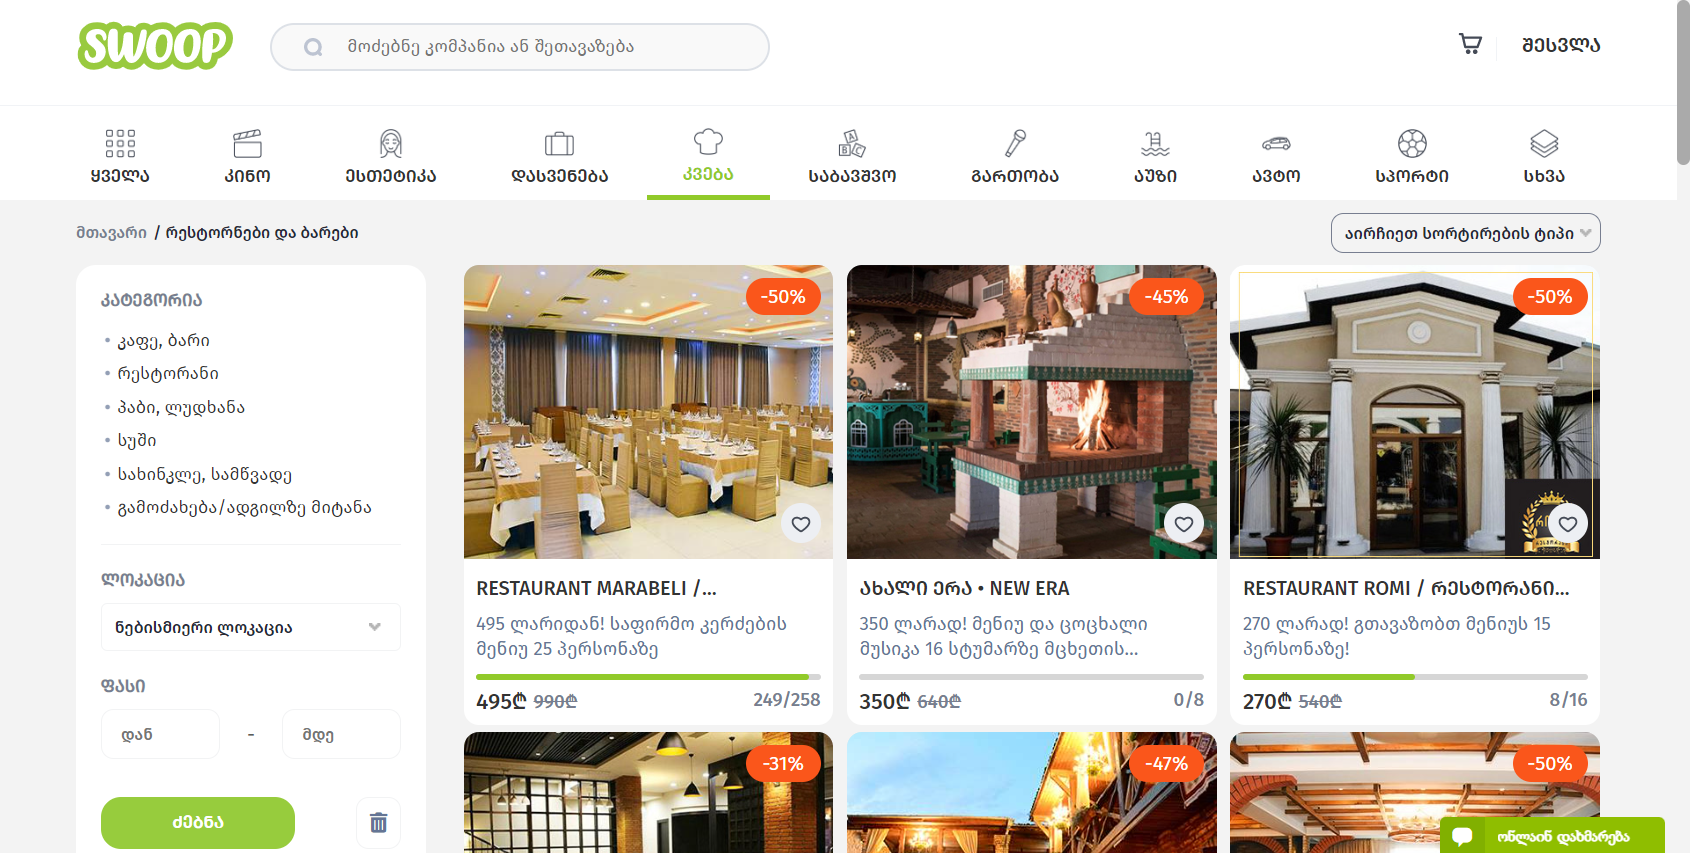 SWOOP
მოძებნე კომპანია ან შეთავაზება
შესვლა
ყველა
კინო
ესთეტიკა
დასვენება
კვება
საბავშვო
გართობა
აუზი
ავტო
სპორტი
სხვა
მთავარი / რესტორნები და ბარები
აირჩიეთ სორტირების ტიპი
კატეგორია
• კაფე, ბარი
• რესტორანი
• პაბი, ლუდხანა
• სუში
• სახინკლე, სამწვადე
• გამოძახება/ადგილზე მიტანა
ლოკაცია
ნებისმიერი ლოკაცია
ფასი
დან - მდე
ძებნა
-50%
RESTAURANT MARABELI /...
495 ლარიდან! საფირმო კერძების
მენიუ 25 პერსონაზე
495₾ 990₾ 249/258
-45%
ახალი ერა • NEW ERA
350 ლარად! მენიუ და ცოცხალი
მუსიკა 16 სტუმარზე მცხეთის...
350₾ 640₾ 0/8
-50%
RESTAURANT ROMI / რესტორანი...
270 ლარად! გთავაზობთ მენიუს 15
პერსონაზე!
270₾ 540₾ 8/16
-31%
-47%
-50%
ონლაინ დახმარება